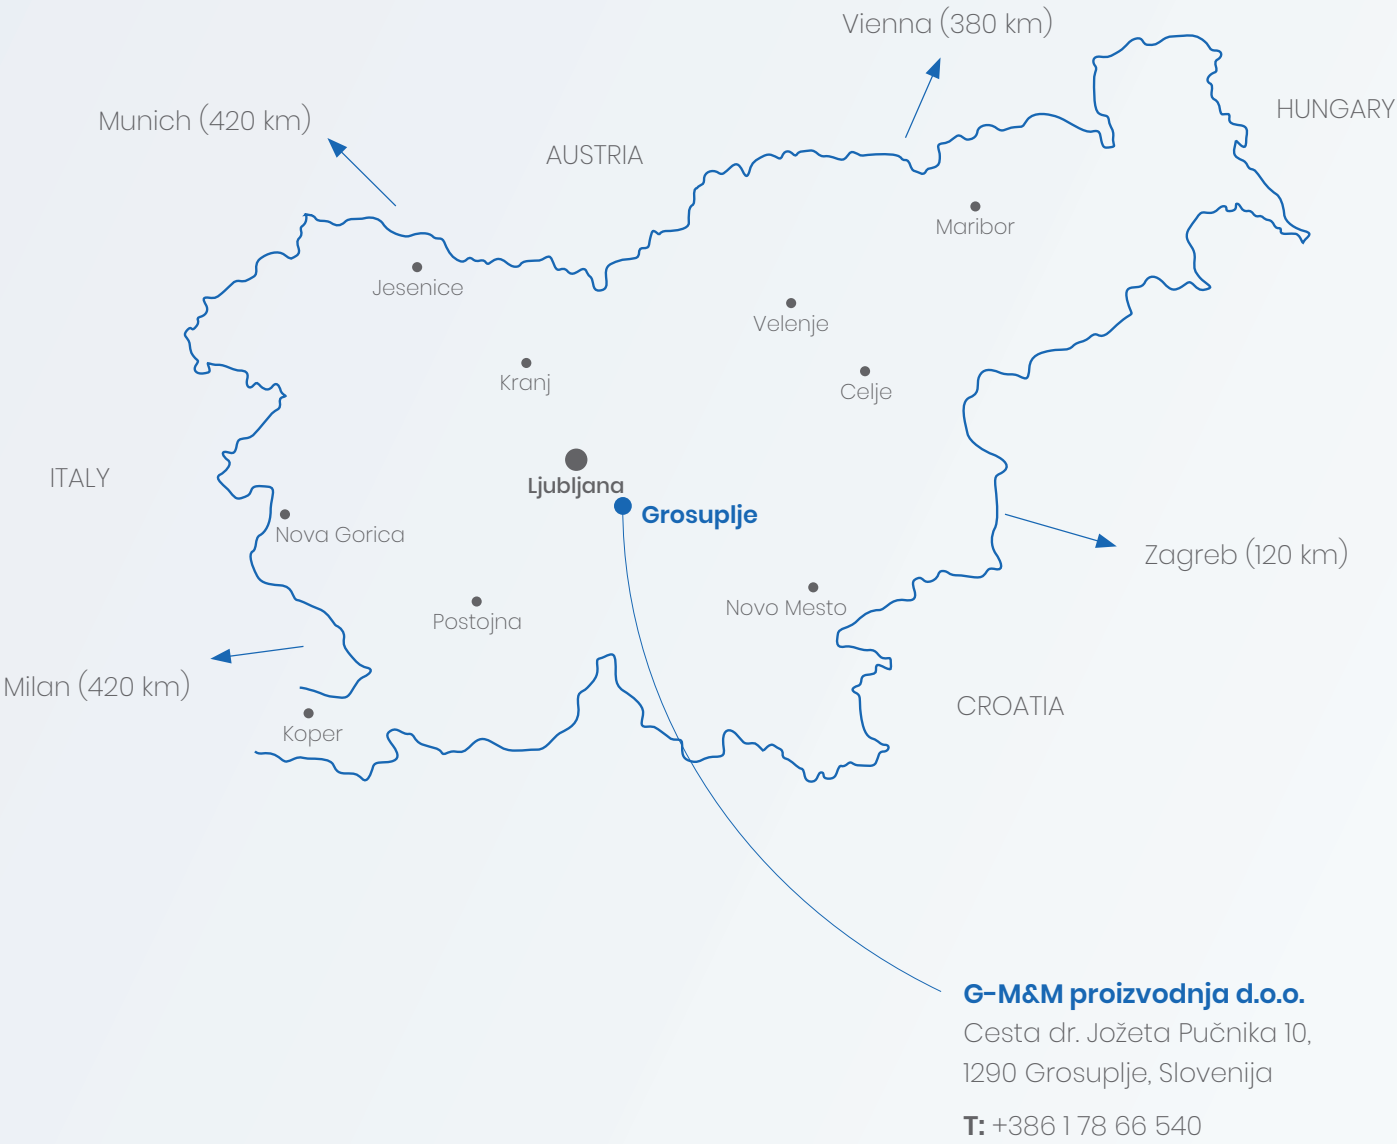 Vienna (380 km)
HUNGARY
Munich (420 km)
AUSTRIA
Maribor
Jesenice
Velenje
Kranj
Celje
ITALY
Ljubljana
Grosuplje
Nova Gorica
Zagreb (120 km)
Novo Mesto
Postojna
Milan (420 km)
CROATIA
Koper
G-M&M proizvodnja d.o.o.
Cesta dr. Jožeta Pučnika 10,
1290 Grosuplje, Slovenija
T: +386 1 78 66 540